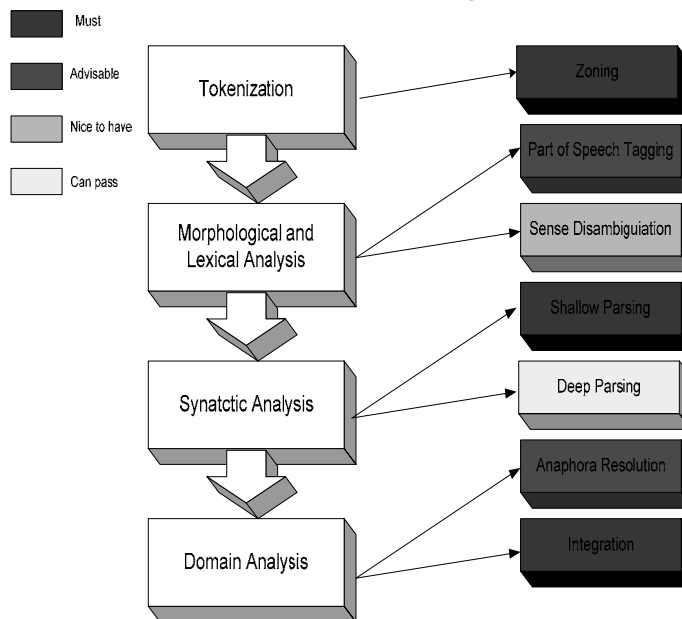 Must
Advisable
Nice to have
Can pass
Tokenization
Zoning
Part of Speech Tagging
Morphological and
Lexical Analysis
Sense Disambiguiation
Shallow Parsing
Synatctic Analysis
Deep Parsing
Anaphora Resolution
Domain Analysis
Integration